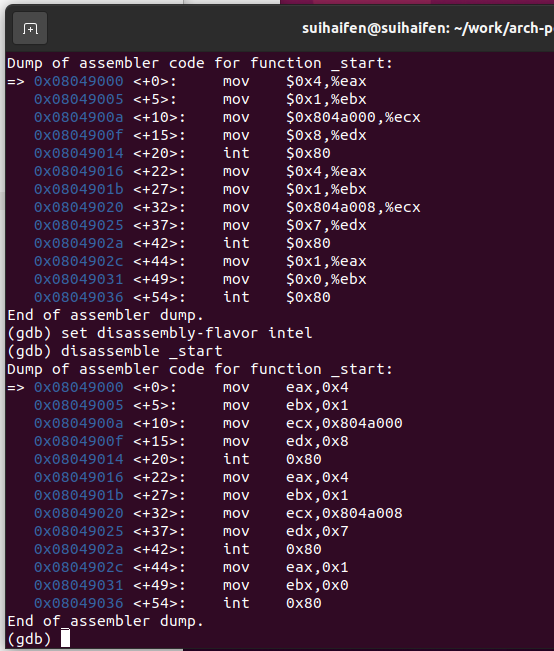 suihaifen@suihaifen: ~/work/arch-p
Dump of assembler code for function _start:
=> 0x08049000 <+0>:     mov    $0x4,%eax
   0x08049005 <+5>:     mov    $0x1,%ebx
   0x0804900a <+10>:    mov    $0x804a000,%ecx
   0x0804900f <+15>:    mov    $0x8,%edx
   0x08049014 <+20>:    int    $0x80
   0x08049016 <+22>:    mov    $0x4,%eax
   0x0804901b <+27>:    mov    $0x1,%ebx
   0x08049020 <+32>:    mov    $0x804a008,%ecx
   0x08049025 <+37>:    mov    $0x7,%edx
   0x0804902a <+42>:    int    $0x80
   0x0804902c <+44>:    mov    $0x1,%eax
   0x08049031 <+49>:    mov    $0x0,%ebx
   0x08049036 <+54>:    int    $0x80
End of assembler dump.
(gdb) set disassembly-flavor intel
(gdb) disassemble _start
Dump of assembler code for function _start:
=> 0x08049000 <+0>:     mov    eax,0x4
   0x08049005 <+5>:     mov    ebx,0x1
   0x0804900a <+10>:    mov    ecx,0x804a000
   0x0804900f <+15>:    mov    edx,0x8
   0x08049014 <+20>:    int    0x80
   0x08049016 <+22>:    mov    eax,0x4
   0x0804901b <+27>:    mov    ebx,0x1
   0x08049020 <+32>:    mov    ecx,0x804a008
   0x08049025 <+37>:    mov    edx,0x7
   0x0804902a <+42>:    int    0x80
   0x0804902c <+44>:    mov    eax,0x1
   0x08049031 <+49>:    mov    ebx,0x0
   0x08049036 <+54>:    int    0x80
End of assembler dump.
(gdb)